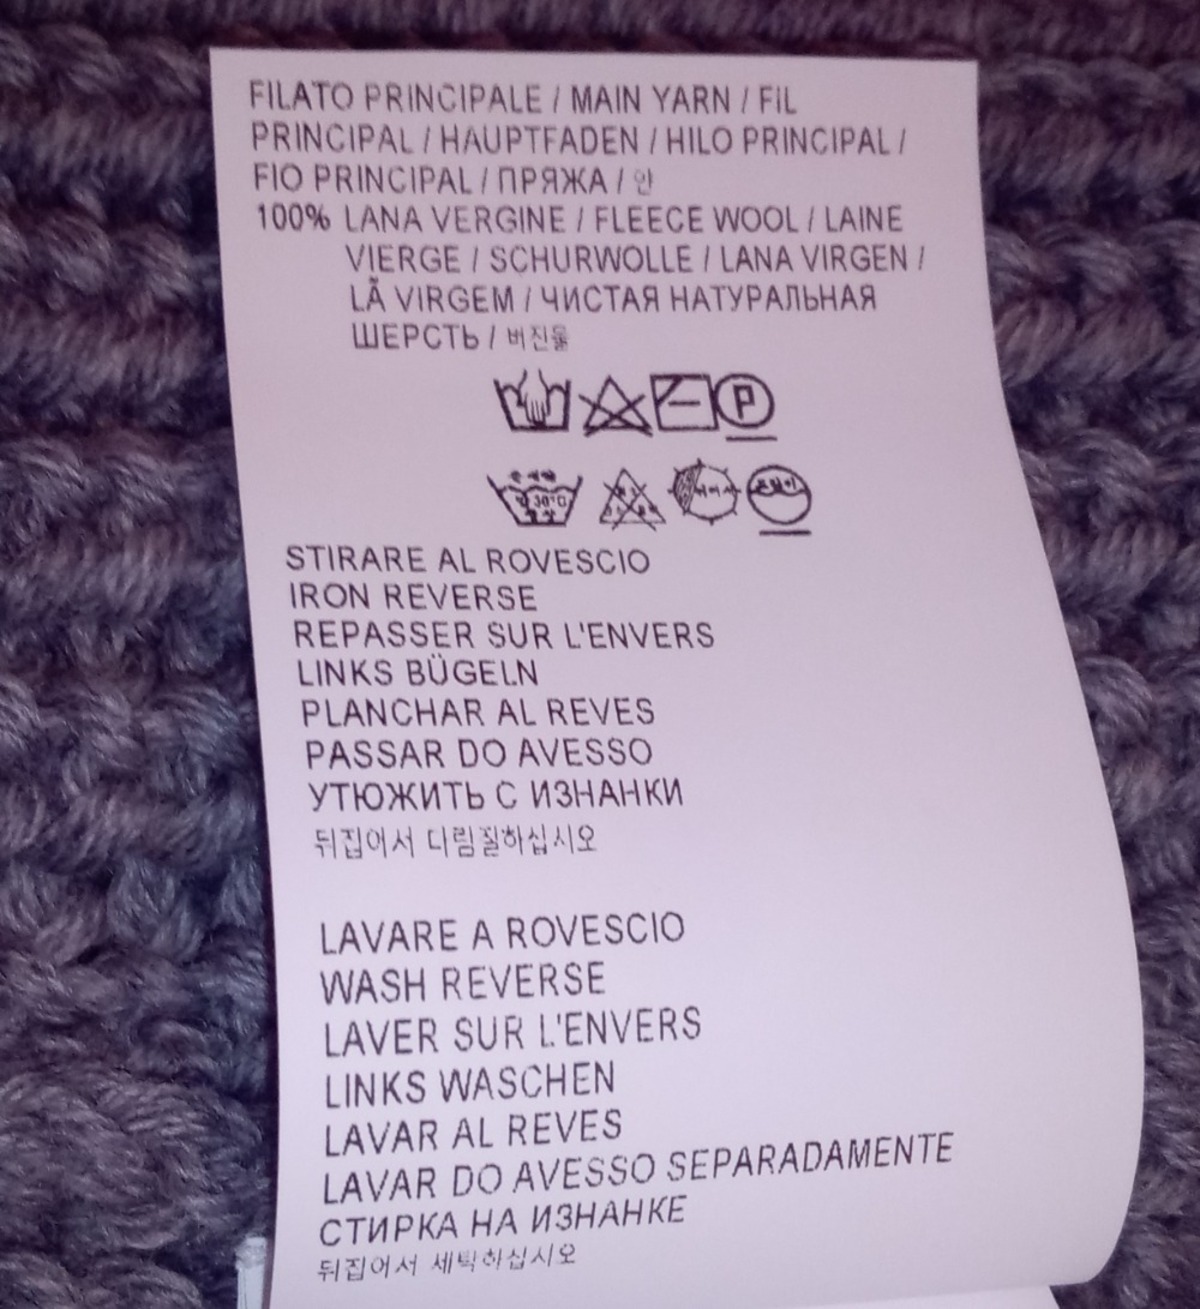 FILATO PRINCIPALE / MAIN YARN / FIL
PRINCIPAL / HAUPTFADEN / HILO PRINCIPAL /
FIO PRINCIPAL / ПРЯЖА / 안
100% LANA VERGINE / FLEECE WOOL / LAINE
VIERGE / SCHURWOLLE / LANA VIRGEN /
LÃ VIRGEM / ЧИСТАЯ НАТУРАЛЬНАЯ
ШЕРСТЬ / 버진울
P
30°C
STIRARE AL ROVESCIO
IRON REVERSE
REPASSER SUR L'ENVERS
LINKS BÜGELN
PLANCHAR AL REVES
PASSAR DO AVESSO
УТЮЖИТЬ С ИЗНАНКИ
뒤집어서 다림질하십시오
LAVARE A ROVESCIO
WASH REVERSE
LAVER SUR L'ENVERS
LINKS WASCHEN
LAVAR AL REVES
LAVAR DO AVESSO SEPARADAMENTE
СТИРКА НА ИЗНАНКЕ
뒤집어서 세탁하십시오